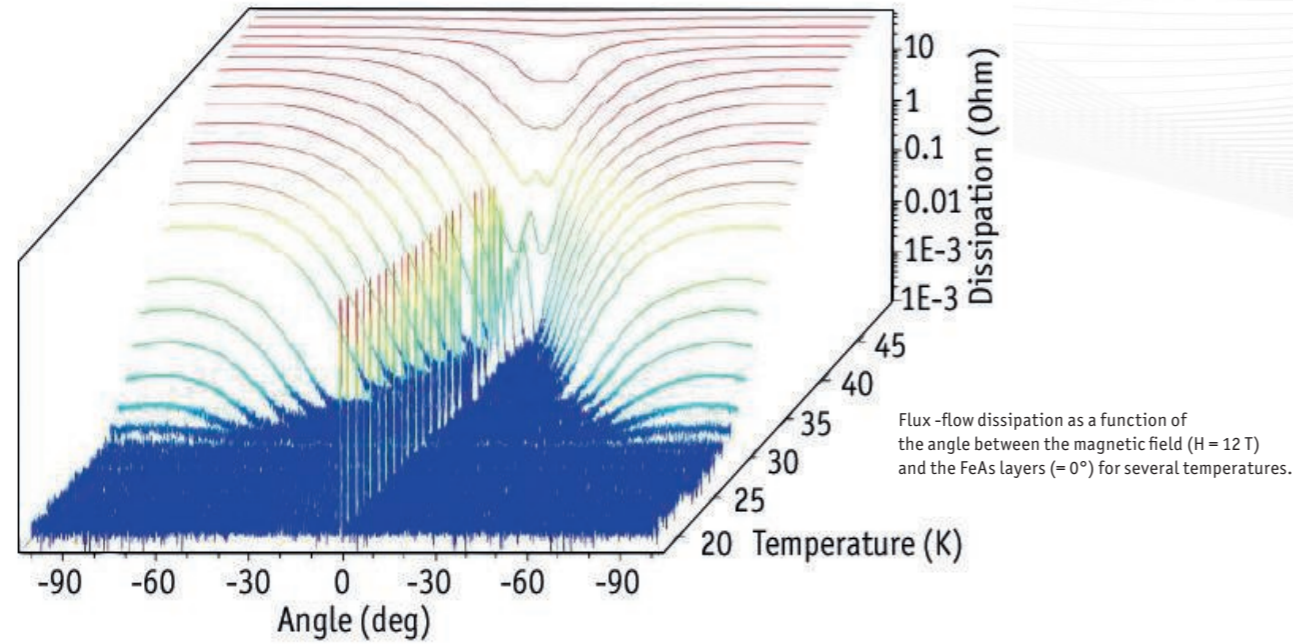 10
1
0.1
0.01
1E-3
1E-3
Dissipation (Ohm)
45
40
35
30
25
20 Temperature (K)
-90 -60 -30 0 -30 -60 -90
Angle (deg)
Flux -flow dissipation as a function of
the angle between the magnetic field (H = 12 T)
and the FeAs layers (= 0°) for several temperatures.